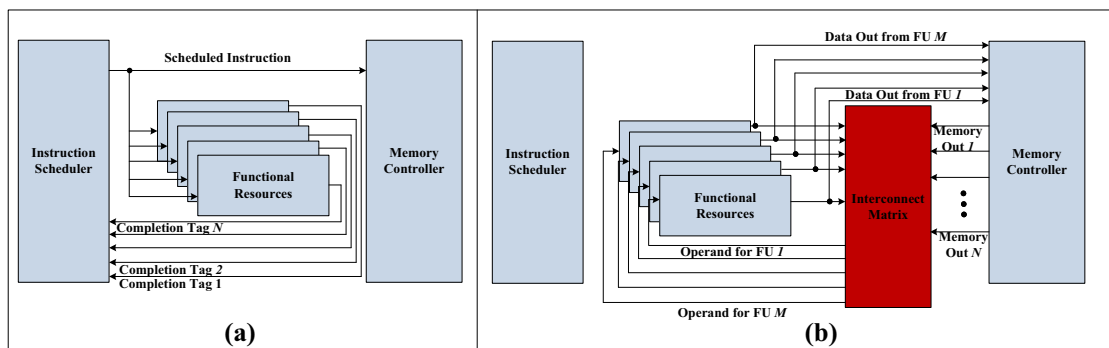 Scheduled Instruction
Instruction
Scheduler
Memory
Controller
Functional
Resources
Completion Tag N
Completion Tag 2
Completion Tag 1
(a)
Data Out from FU M
Data Out from FU 1
Instruction
Scheduler
Functional
Resources
Interconnect
Matrix
Memory
Out 1
Memory
Controller
Memory
Out N
Operand for FU 1
Operand for FU M
(b)